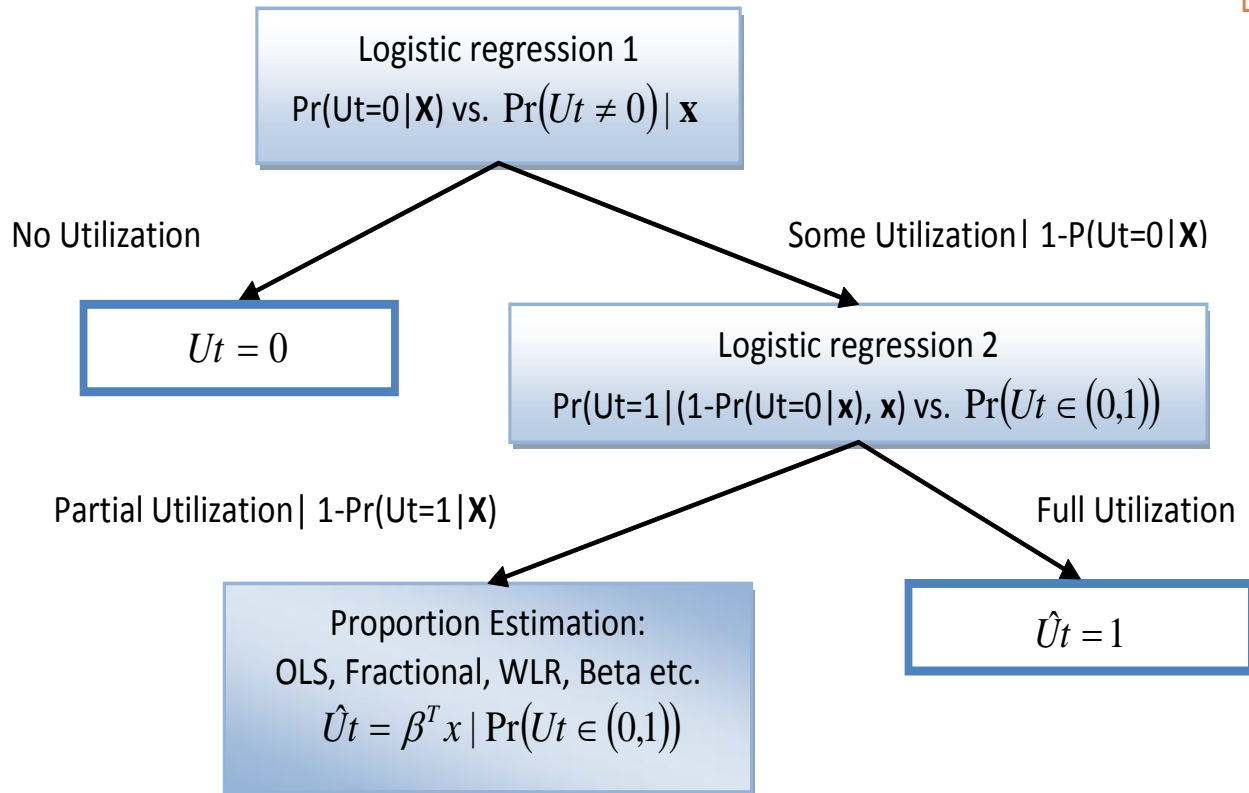 Logistic regression 1
Pr(Ut=0|X) vs. Pr(Ut ≠ 0) | x
No Utilization
Some Utilization| 1-P(Ut=0|X)
Ut = 0
Logistic regression 2
Pr(Ut=1|(1-Pr(Ut=0|x), x) vs. Pr(Ut ∈ (0,1))
Partial Utilization| 1-Pr(Ut=1|X)
Full Utilization
Proportion Estimation:
OLS, Fractional, WLR, Beta etc.
Ût = β^T x | Pr(Ut ∈ (0,1))
Ût = 1